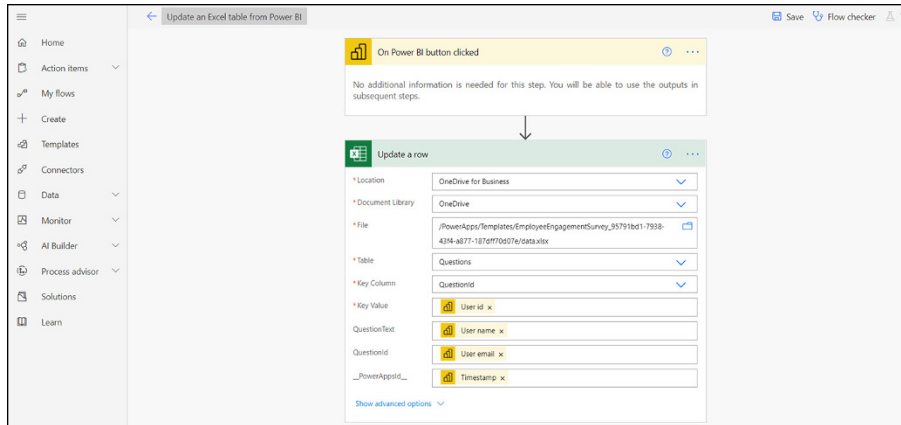 Update an Excel table from Power BI
Save
Flow checker
Home
Action items
My flows
Create
Templates
Connectors
Data
Monitor
AI Builder
Process advisor
Solutions
Learn
On Power BI button clicked
No additional information is needed for this step. You will be able to use the outputs in
subsequent steps.
Update a row
* Location
OneDrive for Business
* Document Library
OneDrive
* File
/PowerApps/Templates/EmployeeEngagementSurvey_95791bd1-7938-
43f4-a877-187dff70d07e/data.xlsx
* Table
Questions
* Key Column
QuestionId
* Key Value
User id ×
QuestionText
User name ×
QuestionId
User email ×
__PowerAppsId__
Timestamp ×
Show advanced options